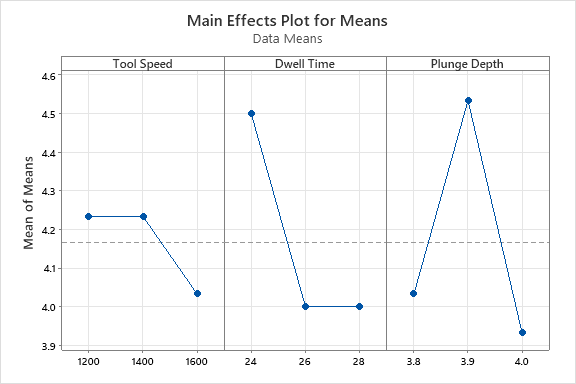 Main Effects Plot for Means
Data Means
Tool Speed Dwell Time Plunge Depth
Mean of Means
4.6
4.5
4.4
4.3
4.2
4.1
4.0
3.9
1200 1400 1600 24 26 28 3.8 3.9 4.0